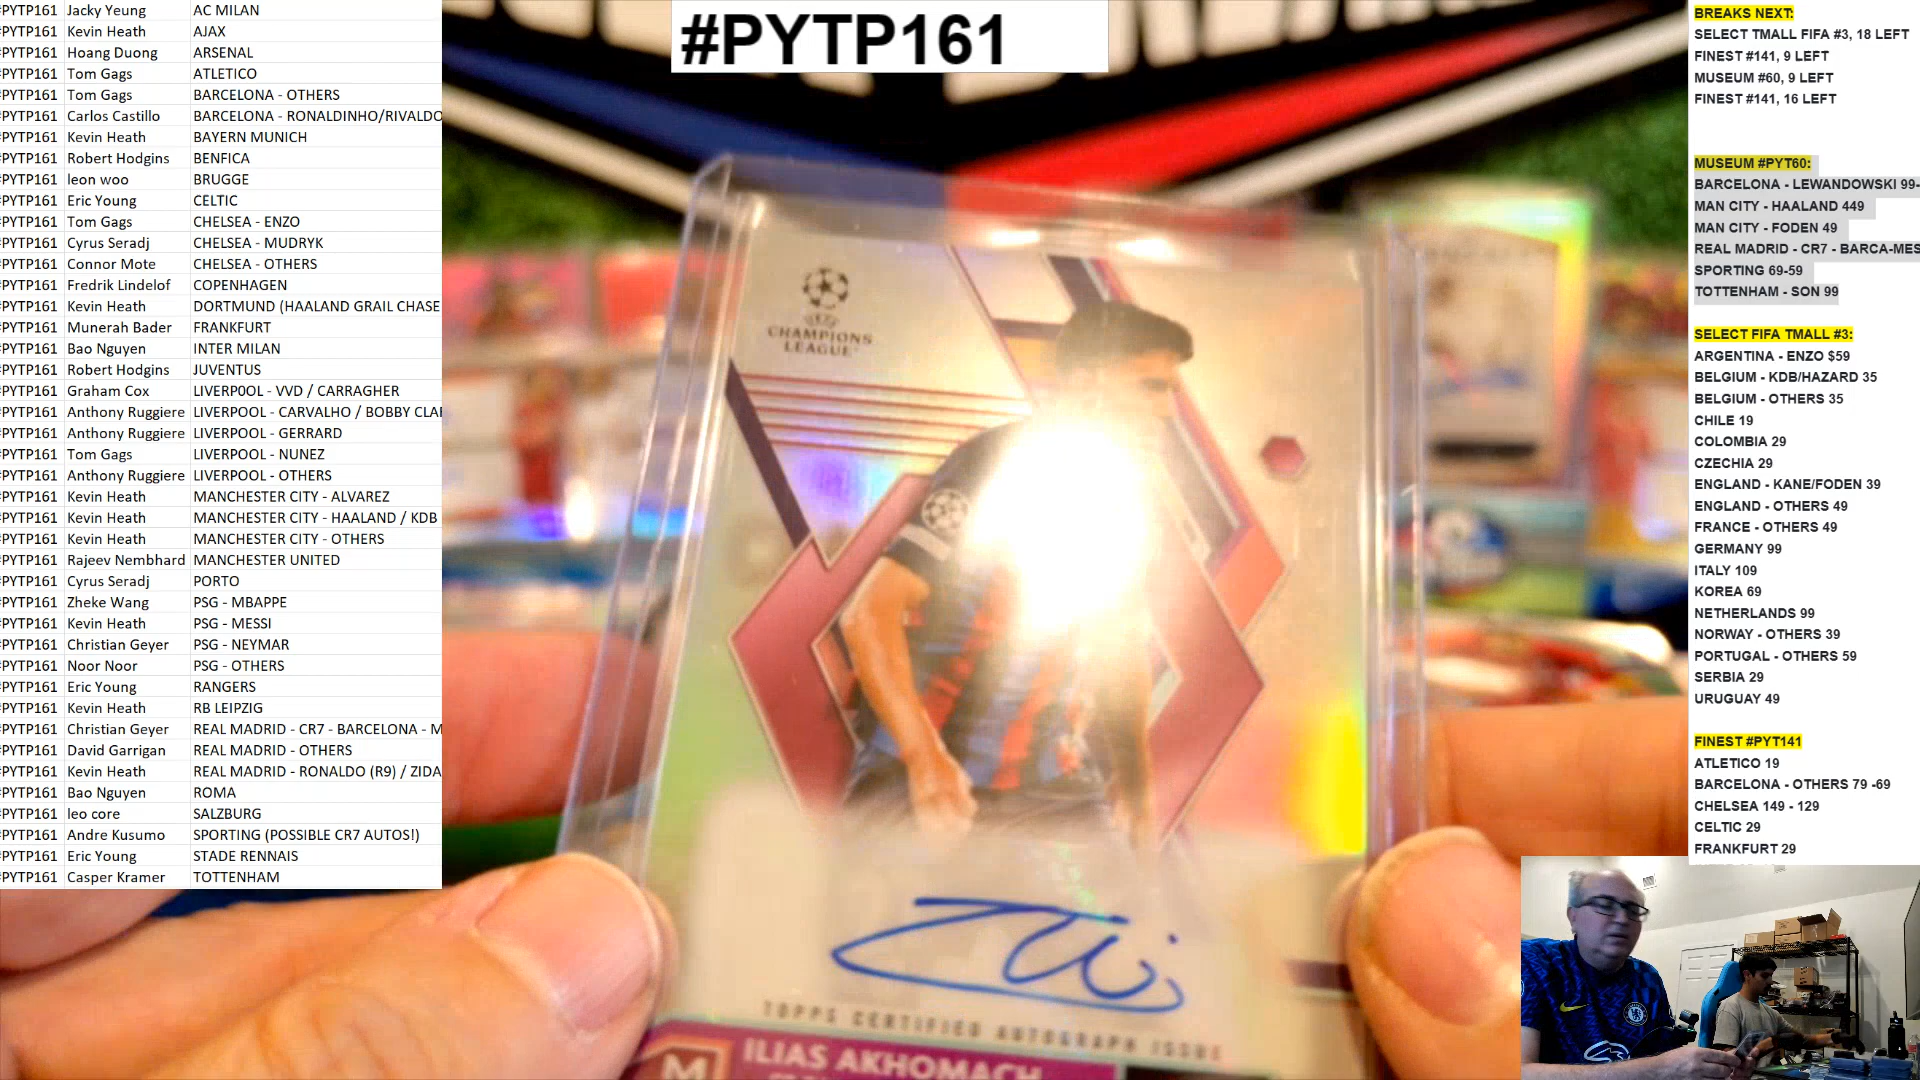 #PYTP161
#PYTP161 Jacky Yeung AC MILAN
#PYTP161 Kevin Heath AJAX
#PYTP161 Hoang Duong ARSENAL
#PYTP161 Tom Gags ATLETICO
#PYTP161 Tom Gags BARCELONA - OTHERS
#PYTP161 Carlos Castillo BARCELONA - RONALDINHO/RIVALDO
#PYTP161 Kevin Heath BAYERN MUNICH
#PYTP161 Robert Hodgins BENFICA
#PYTP161 leon woo BRUGGE
#PYTP161 Eric Young CELTIC
#PYTP161 Tom Gags CHELSEA - ENZO
#PYTP161 Cyrus Seradj CHELSEA - MUDRYK
#PYTP161 Connor Mote CHELSEA - OTHERS
#PYTP161 Fredrik Lindelof COPENHAGEN
#PYTP161 Kevin Heath DORTMUND (HAALAND GRAIL CHASE
#PYTP161 Munerah Bader FRANKFURT
#PYTP161 Bao Nguyen INTER MILAN
#PYTP161 Robert Hodgins JUVENTUS
#PYTP161 Graham Cox LIVERP0OL - VVD / CARRAGHER
#PYTP161 Anthony Ruggiere LIVERPOOL - CARVALHO / BOBBY CLAR
#PYTP161 Anthony Ruggiere LIVERPOOL - GERRARD
#PYTP161 Tom Gags LIVERPOOL - NUNEZ
#PYTP161 Anthony Ruggiere LIVERPOOL - OTHERS
#PYTP161 Kevin Heath MANCHESTER CITY - ALVAREZ
#PYTP161 Kevin Heath MANCHESTER CITY - HAALAND / KDB
#PYTP161 Kevin Heath MANCHESTER CITY - OTHERS
#PYTP161 Rajeev Nembhard MANCHESTER UNITED
#PYTP161 Cyrus Seradj PORTO
#PYTP161 Zheke Wang PSG - MBAPPE
#PYTP161 Kevin Heath PSG - MESSI
#PYTP161 Christian Geyer PSG - NEYMAR
#PYTP161 Noor Noor PSG - OTHERS
#PYTP161 Eric Young RANGERS
#PYTP161 Kevin Heath RB LEIPZIG
#PYTP161 Christian Geyer REAL MADRID - CR7 - BARCELONA - M
#PYTP161 David Garrigan REAL MADRID - OTHERS
#PYTP161 Kevin Heath REAL MADRID - RONALDO (R9) / ZIDA
#PYTP161 Bao Nguyen ROMA
#PYTP161 leo core SALZBURG
#PYTP161 Andre Kusumo SPORTING (POSSIBLE CR7 AUTOS!)
#PYTP161 Eric Young STADE RENNAIS
#PYTP161 Casper Kramer TOTTENHAM
CHAMPIONS
LEAGUE
TOPPS CERTIFIED AUTOGRAPH ISSUE
ILIAS AKHOMACH
BREAKS NEXT:
SELECT TMALL FIFA #3, 18 LEFT
FINEST #141, 9 LEFT
MUSEUM #60, 9 LEFT
FINEST #141, 16 LEFT
MUSEUM #PYT60:
BARCELONA - LEWANDOWSKI 99-
MAN CITY - HAALAND 449
MAN CITY - FODEN 49
REAL MADRID - CR7 - BARCA-MES
SPORTING 69-59
TOTTENHAM - SON 99
SELECT FIFA TMALL #3:
ARGENTINA - ENZO $59
BELGIUM - KDB/HAZARD 35
BELGIUM - OTHERS 35
CHILE 19
COLOMBIA 29
CZECHIA 29
ENGLAND - KANE/FODEN 39
ENGLAND - OTHERS 49
FRANCE - OTHERS 49
GERMANY 99
ITALY 109
KOREA 69
NETHERLANDS 99
NORWAY - OTHERS 39
PORTUGAL - OTHERS 59
SERBIA 29
URUGUAY 49
FINEST #PYT141
ATLETICO 19
BARCELONA - OTHERS 79 -69
CHELSEA 149 - 129
CELTIC 29
FRANKFURT 29